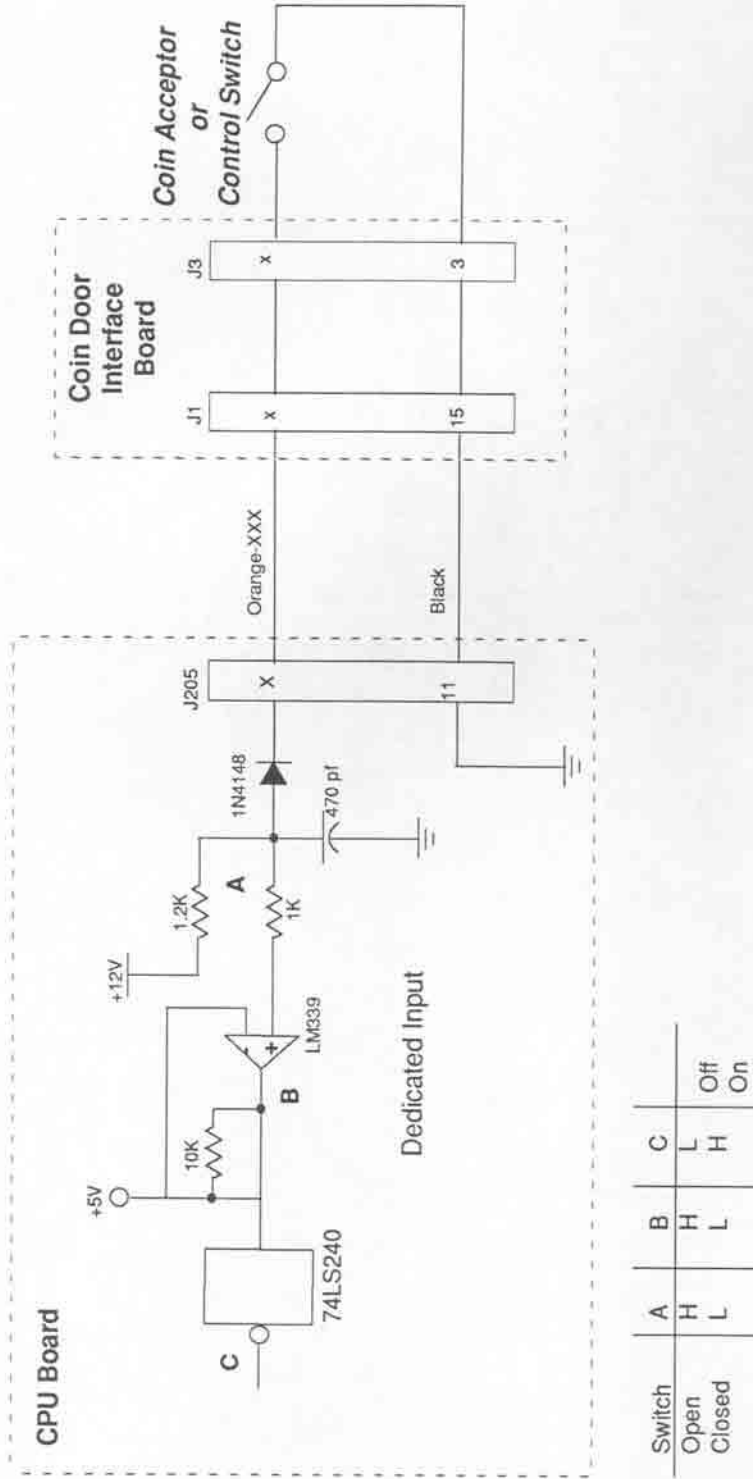 CPU Board
Coin Door
Interface
Board
Coin Acceptor
or
Control Switch
+5V
+12V
10K
1.2K
A
1K
1N4148
470 pf
J205
X
11
Orange-XXX
Black
J1
x
15
J3
x
3
C
74LS240
B
-
+
LM339
Dedicated Input
Switch A B C
Open H H L Off
Closed L L H On